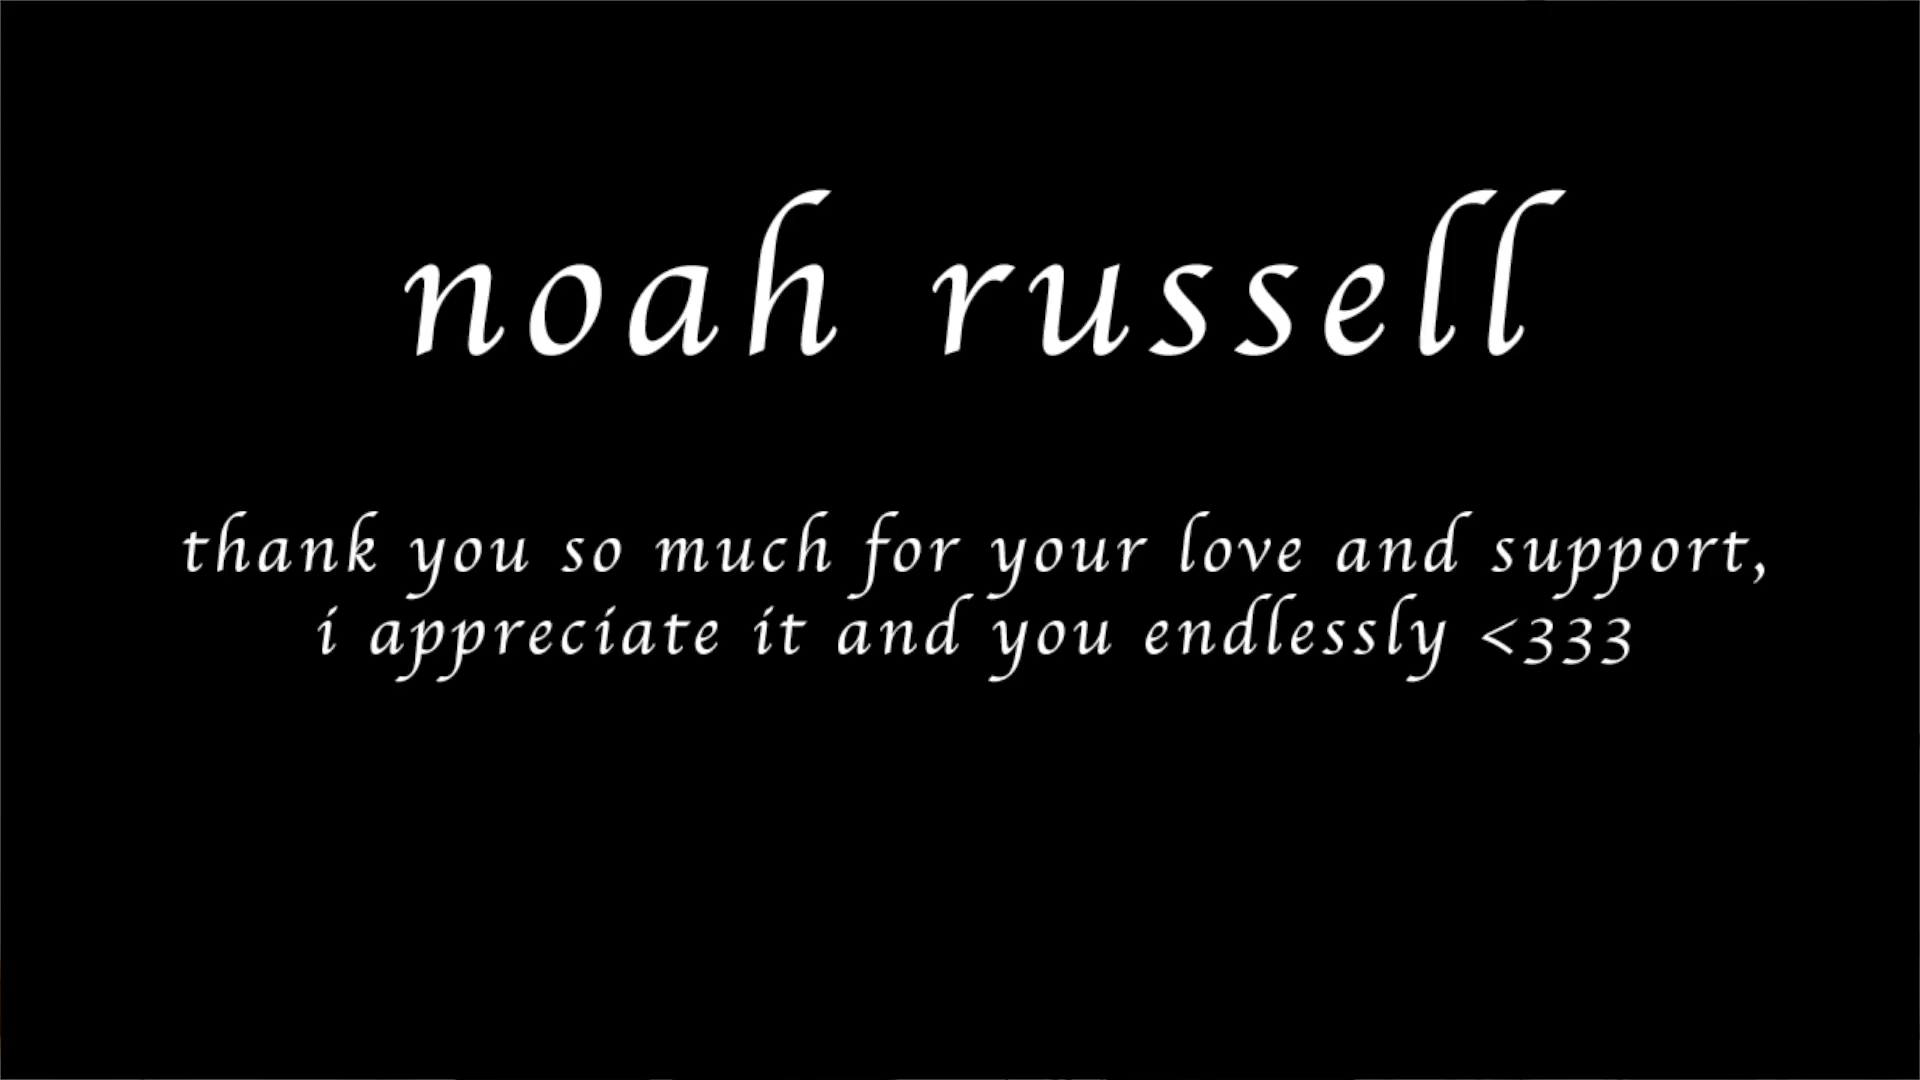 noah russell
thank you so much for your love and support,
i appreciate it and you endlessly <333